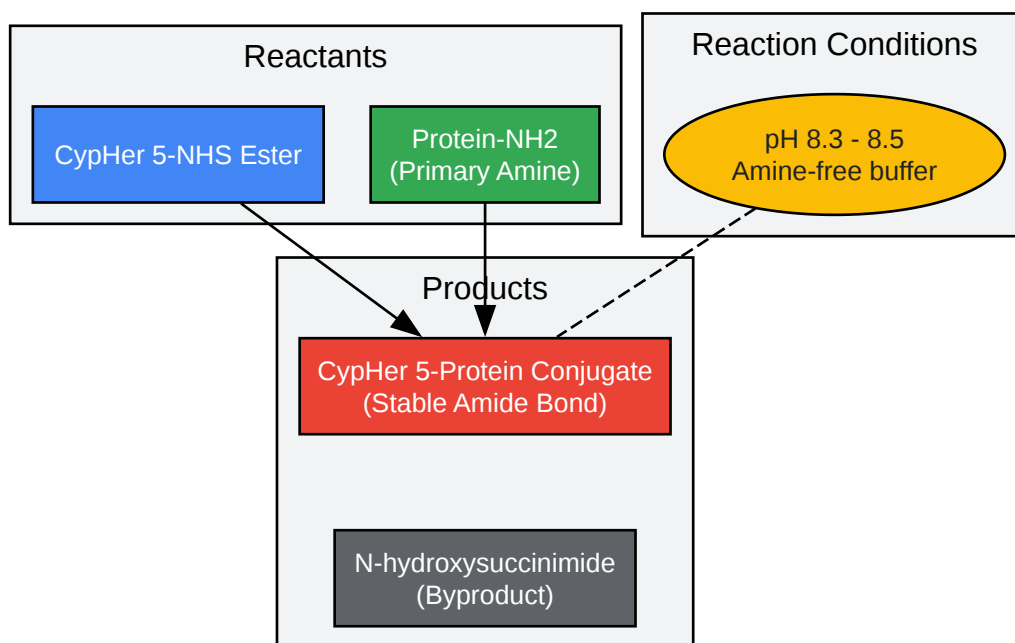 Reactants
CypHer 5-NHS Ester
Protein-NH2
(Primary Amine)
Reaction Conditions
pH 8.3 - 8.5
Amine-free buffer
Products
CypHer 5-Protein Conjugate
(Stable Amide Bond)
N-hydroxysuccinimide
(Byproduct)